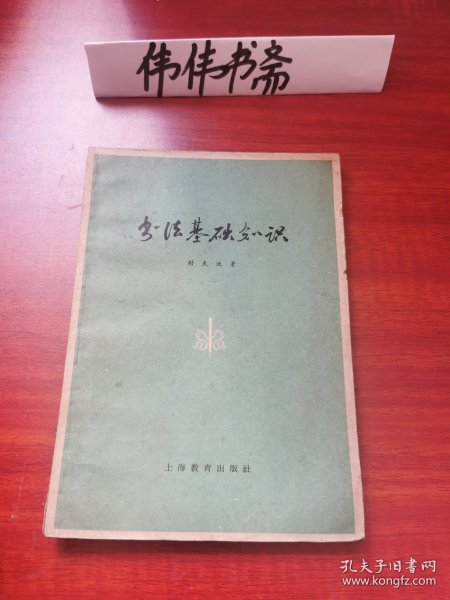 伟伟书斋
书法基础知识
尉天池著
上海教育出版社
孔夫子旧书网
www.kongfz.com